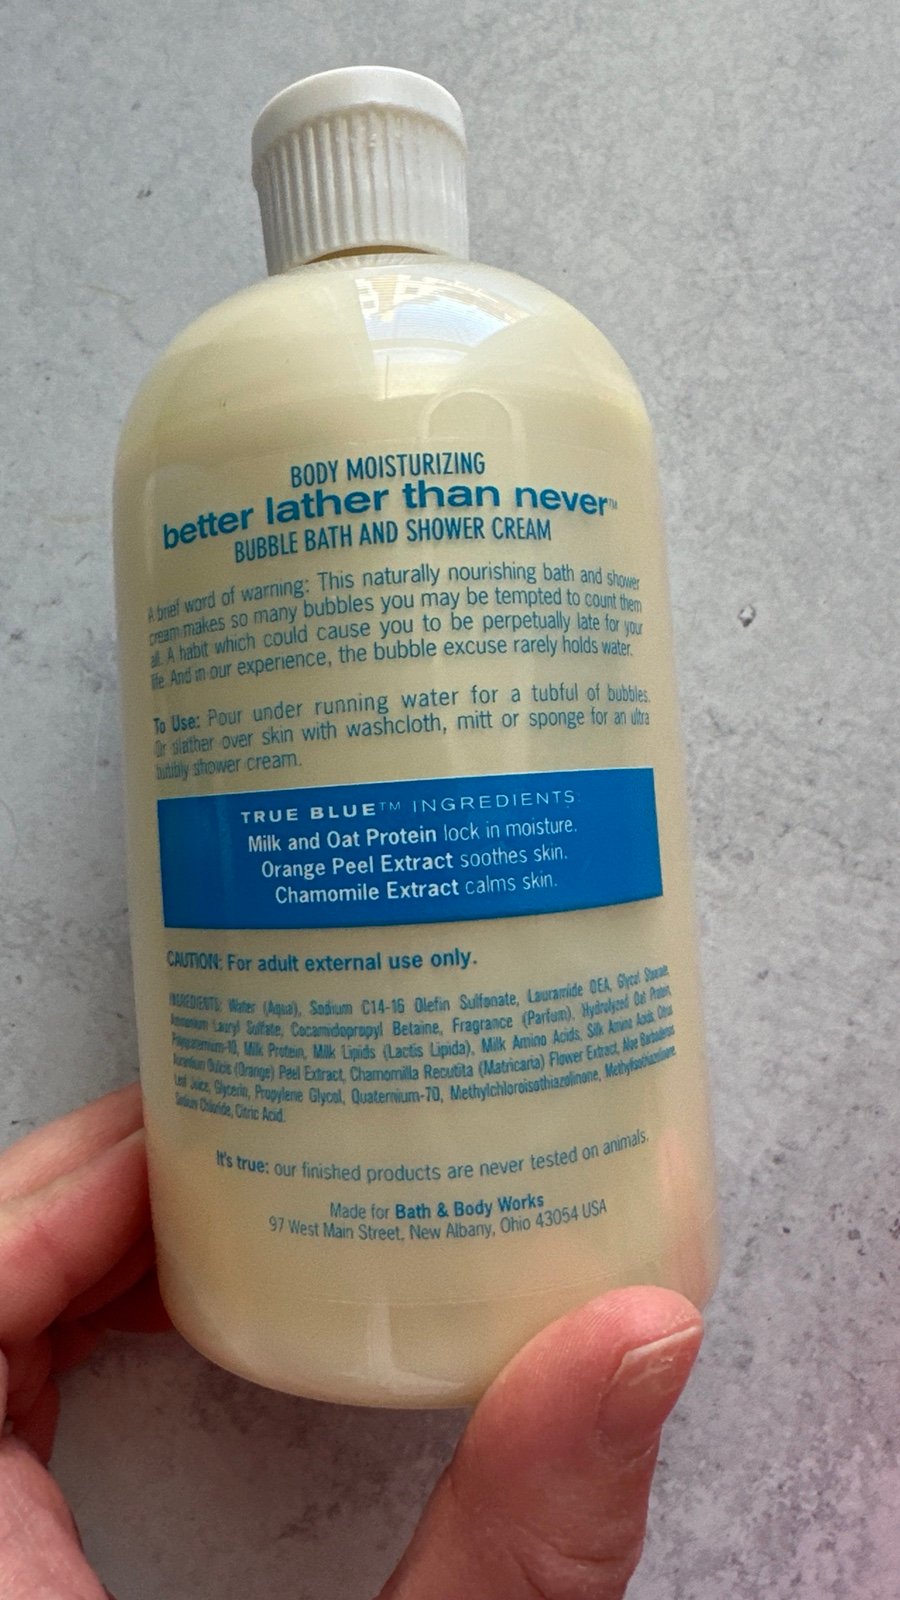 BODY MOISTURIZING
better lather than never™
BUBBLE BATH AND SHOWER CREAM
A brief word of warning: This naturally nourishing bath and shower
cream makes so many bubbles you may be tempted to count them
all. A habit which could cause you to be perpetually late for your
life. And in our experience, the bubble excuse rarely holds water.
To Use: Pour under running water for a tubful of bubbles.
Or slather over skin with washcloth, mitt or sponge for an ultra
bubbly shower cream.
TRUE BLUE™ INGREDIENTS:
Milk and Oat Protein lock in moisture.
Orange Peel Extract soothes skin.
Chamomile Extract calms skin.
CAUTION: For adult external use only.
INGREDIENTS: Water (Aqua), Sodium C14-16 Olefin Sulfonate, Lauramide DEA, Glycol Stearate,
Ammonium Lauryl Sulfate, Cocamidopropyl Betaine, Fragrance (Parfum), Hydrolyzed Oat Protein,
Polyquaternium-10, Milk Protein, Milk Lipids (Lactis Lipida), Milk Amino Acids, Silk Amino Acids, Citrus
Aurantium Dulcis (Orange) Peel Extract, Chamomilla Recutita (Matricaria) Flower Extract, Aloe Barbadensis
Leaf Juice, Glycerin, Propylene Glycol, Quaternium-70, Methylchloroisothiazolinone, Methylisothiazolinone,
Sodium Chloride, Citric Acid.
It's true: our finished products are never tested on animals.
Made for Bath & Body Works
97 West Main Street, New Albany, Ohio 43054 USA